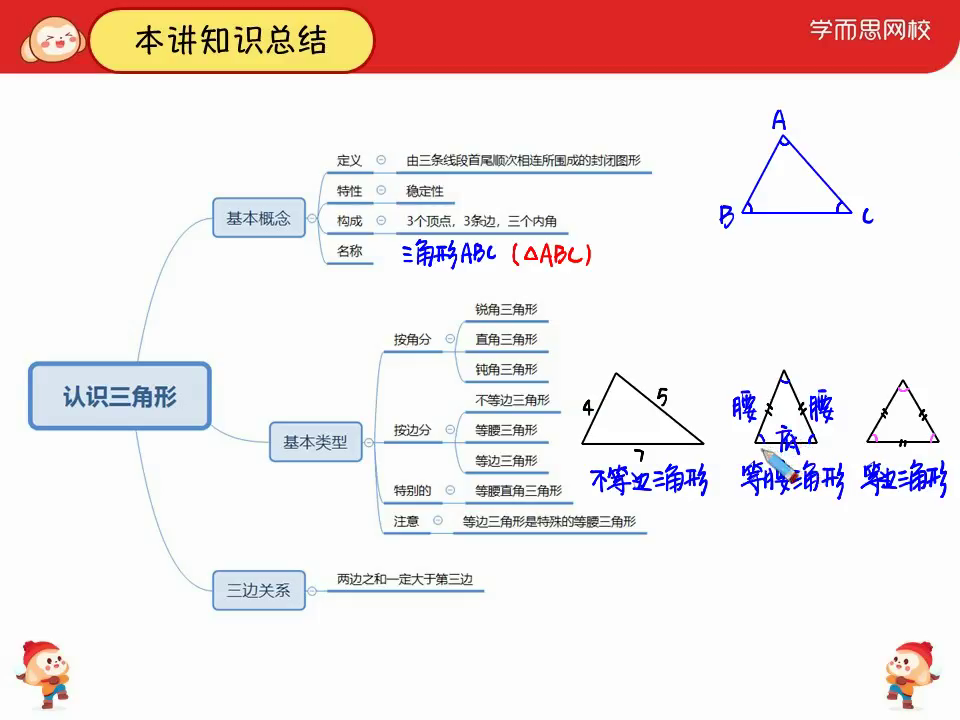 本讲知识总结
学而思网校
A
B
C
定义 由三条线段首尾顺次相连所围成的封闭图形
特性 稳定性
基本概念
构成 3个顶点，3条边，三个内角
名称 三角形ABC (△ABC)
锐角三角形
按角分 直角三角形
钝角三角形
认识三角形
不等边三角形
基本类型
按边分 等腰三角形
等边三角形
特别的 等腰直角三角形
注意 等边三角形是特殊的等腰三角形
4
5
7
不等边三角形
腰 腰
底
等腰三角形
等边三角形
三边关系 两边之和一定大于第三边